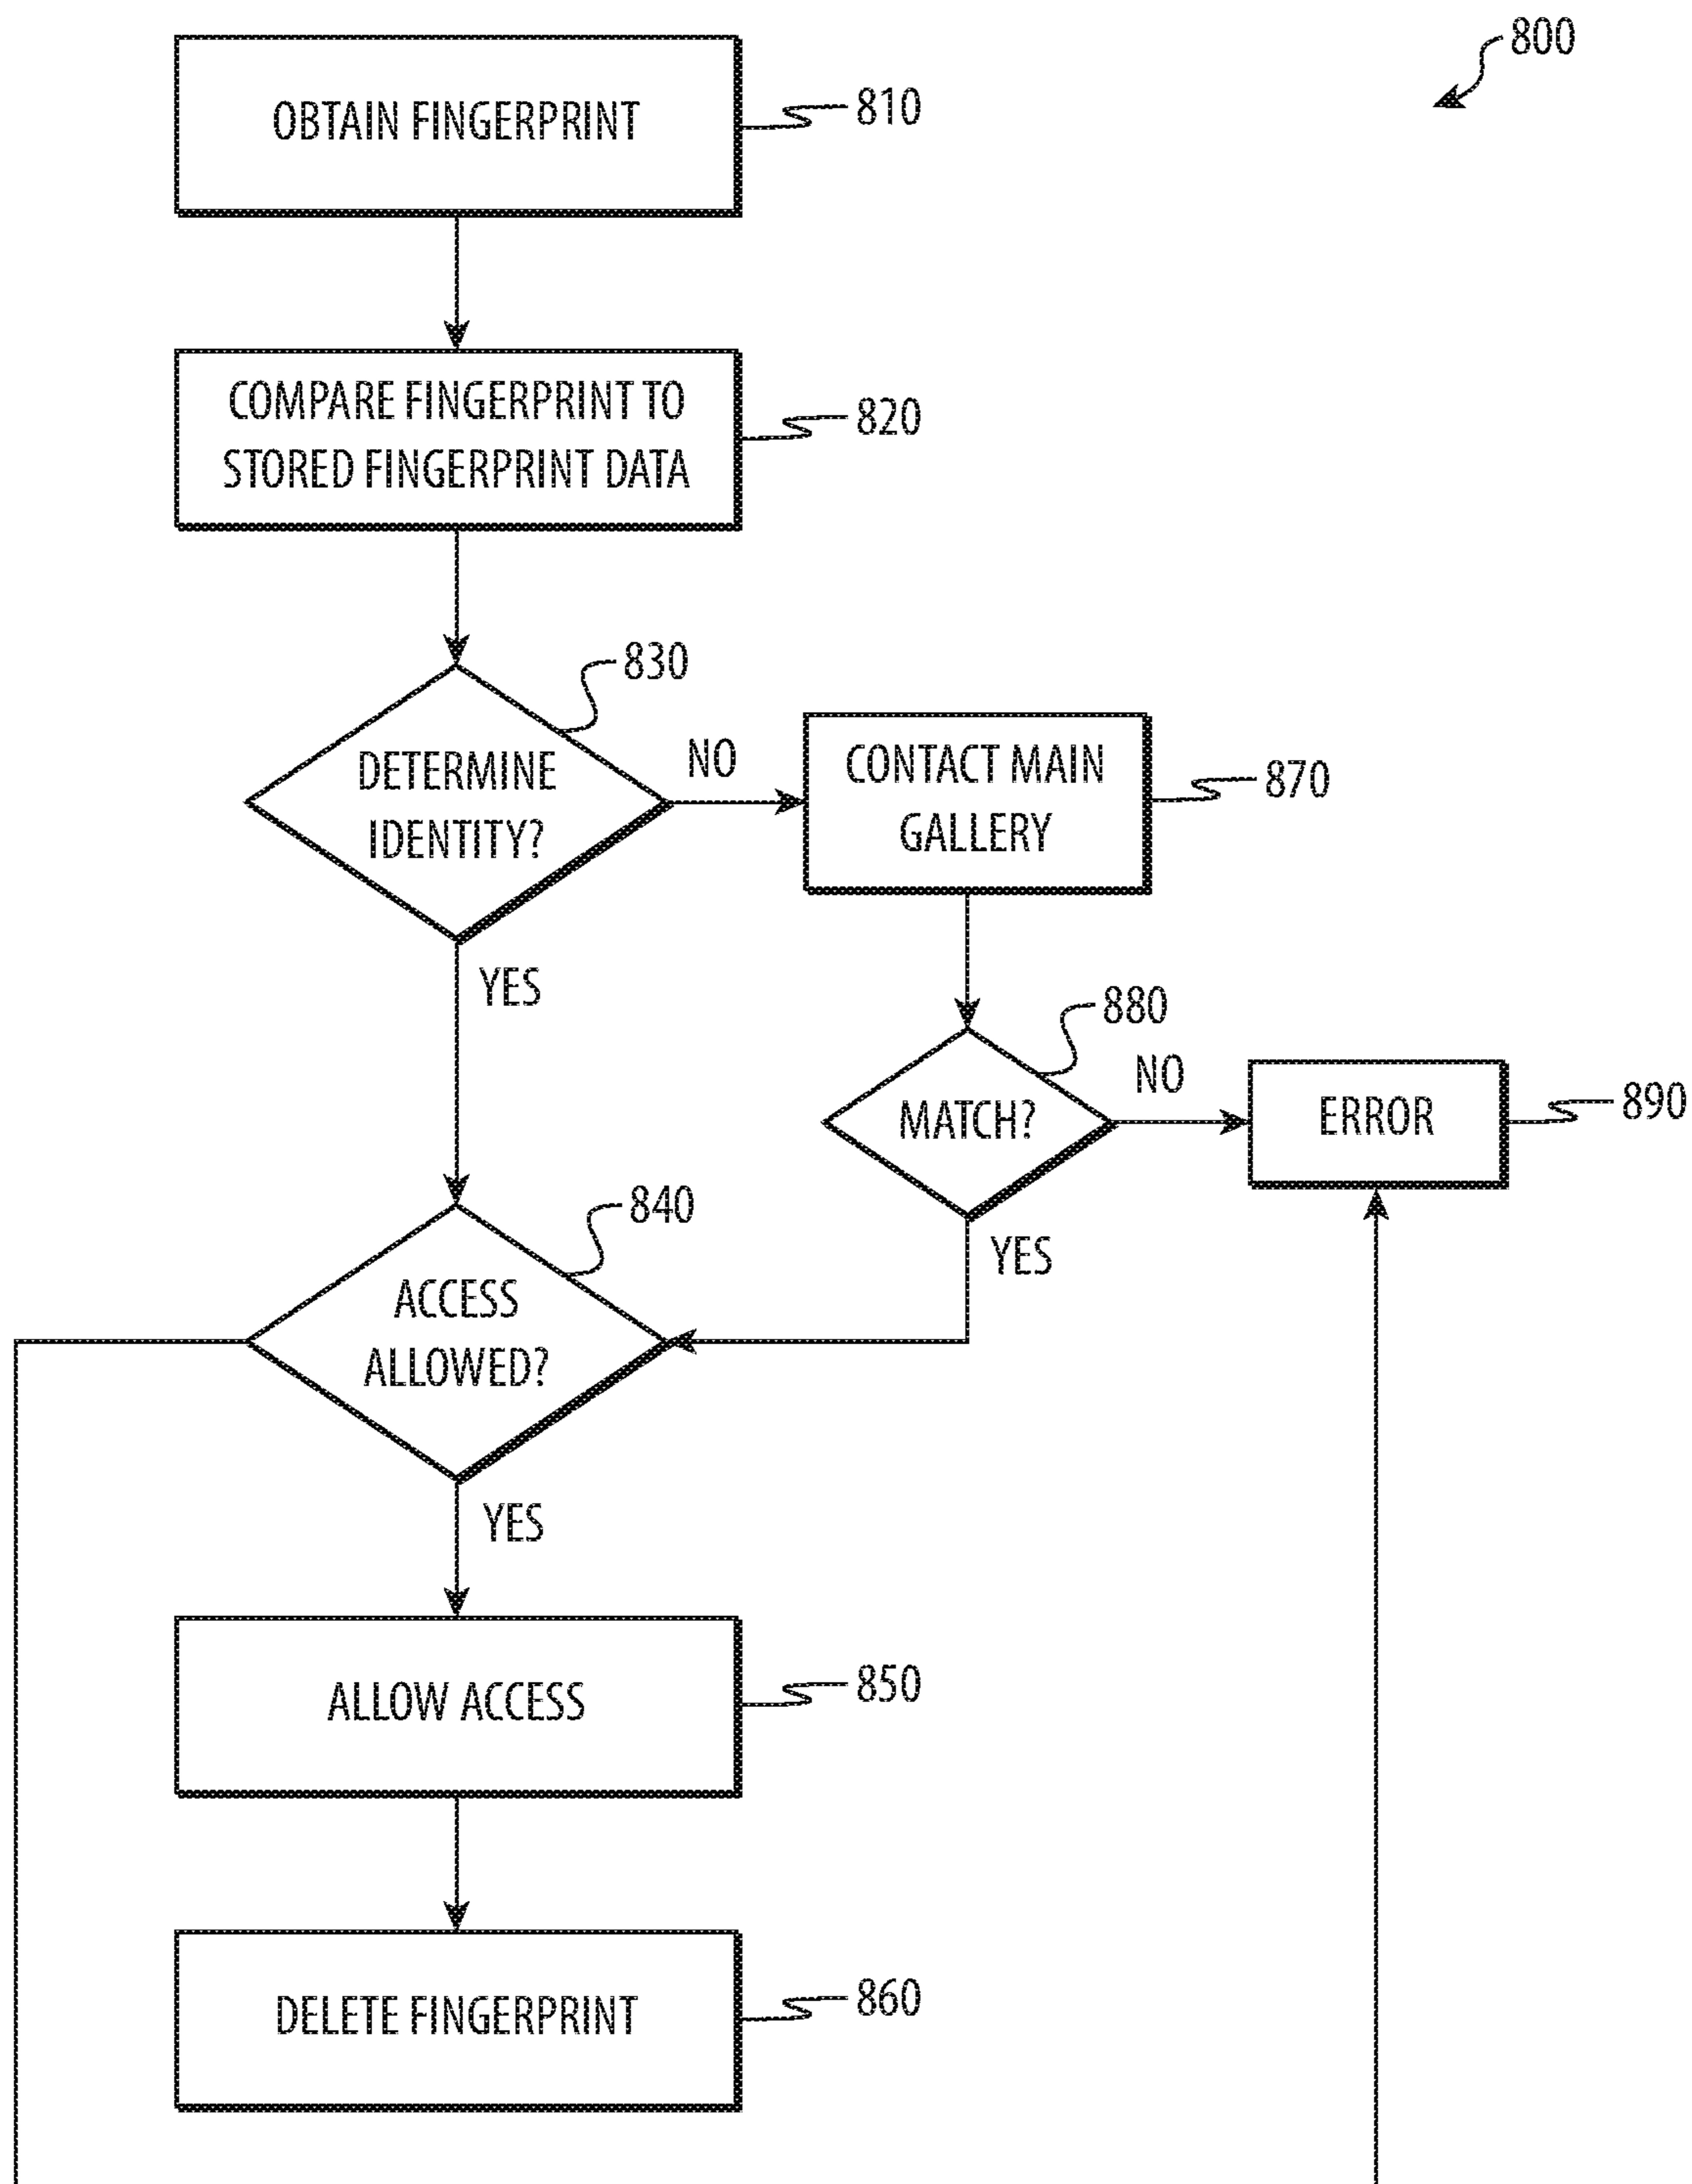 800
OBTAIN FINGERPRINT
810
COMPARE FINGERPRINT TO
STORED FINGERPRINT DATA
820
830
DETERMINE
IDENTITY?
NO
CONTACT MAIN
GALLERY
870
YES
880
MATCH?
NO
ERROR
890
YES
840
ACCESS
ALLOWED?
YES
ALLOW ACCESS
850
DELETE FINGERPRINT
860